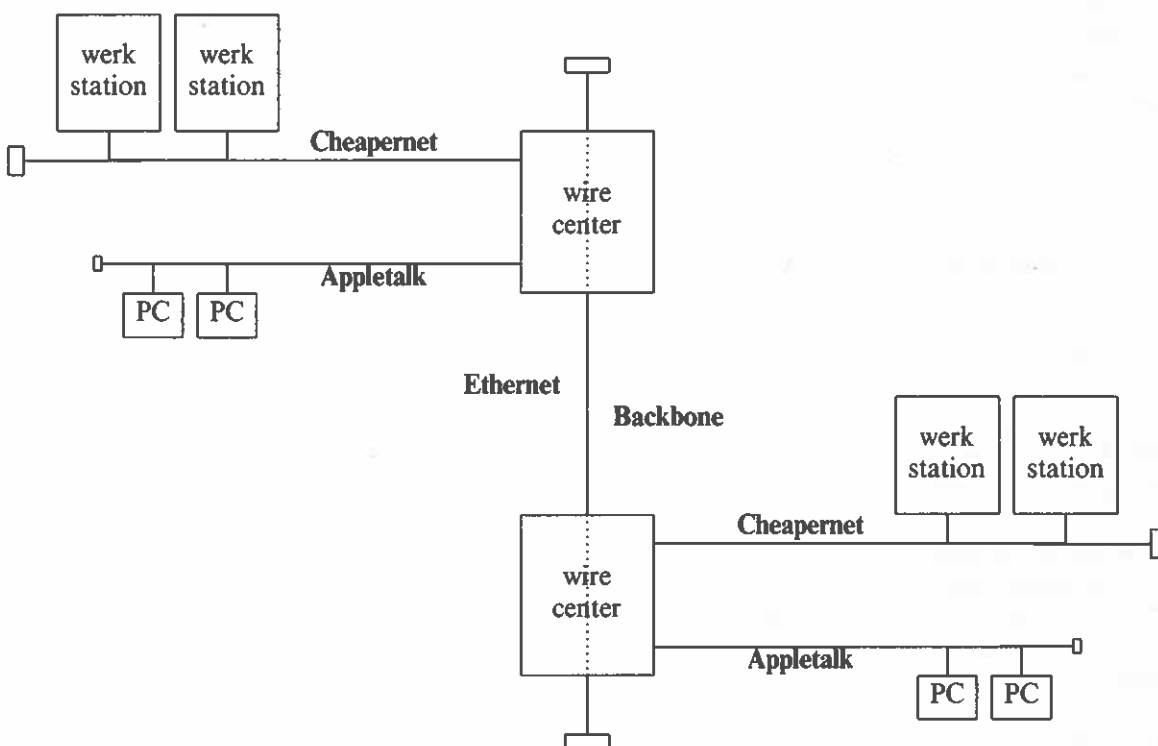 werk
station
werk
station
Cheapernet
wire
center
Appletalk
PC
PC
Ethernet
Backbone
werk
station
werk
station
Cheapernet
wire
center
Appletalk
PC
PC